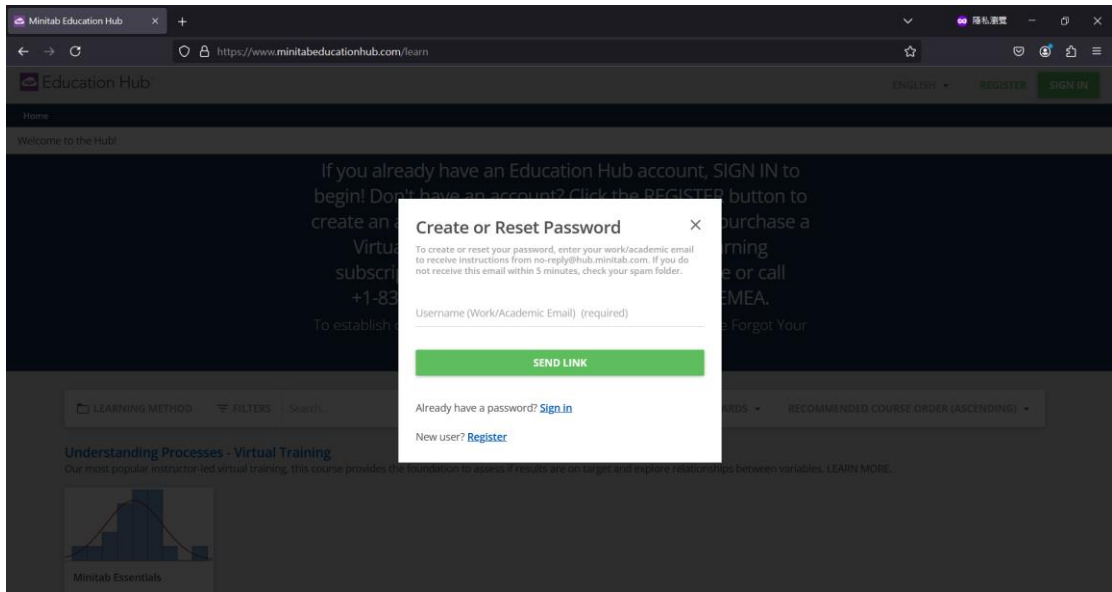 Minitab Education Hub
隱私瀏覽
https://www.minitabeducationhub.com/learn
Education Hub
ENGLISH
REGISTER
SIGN IN
Home
Welcome to the Hub!
If you already have an Education Hub account, SIGN IN to
begin! Don't have an account? Click the REGISTER button to
create an
purchase a
Virtua
rning
subscri
e or call
+1-83
EMEA.
To establish
e Forgot Your
Create or Reset Password
To create or reset your password, enter your work/academic email
to receive instructions from no-reply@hub.minitab.com. If you do
not receive this email within 5 minutes, check your spam folder.
Username (Work/Academic Email) (required)
SEND LINK
Already have a password? Sign in
New user? Register
LEARNING METHOD
FILTERS
Search
ARDS
RECOMMENDED COURSE ORDER (ASCENDING)
Understanding Processes - Virtual Training
Our most popular instructor-led virtual training, this course provides the foundation to assess if results are on target and explore relationships between variables. LEARN MORE.
Minitab Essentials